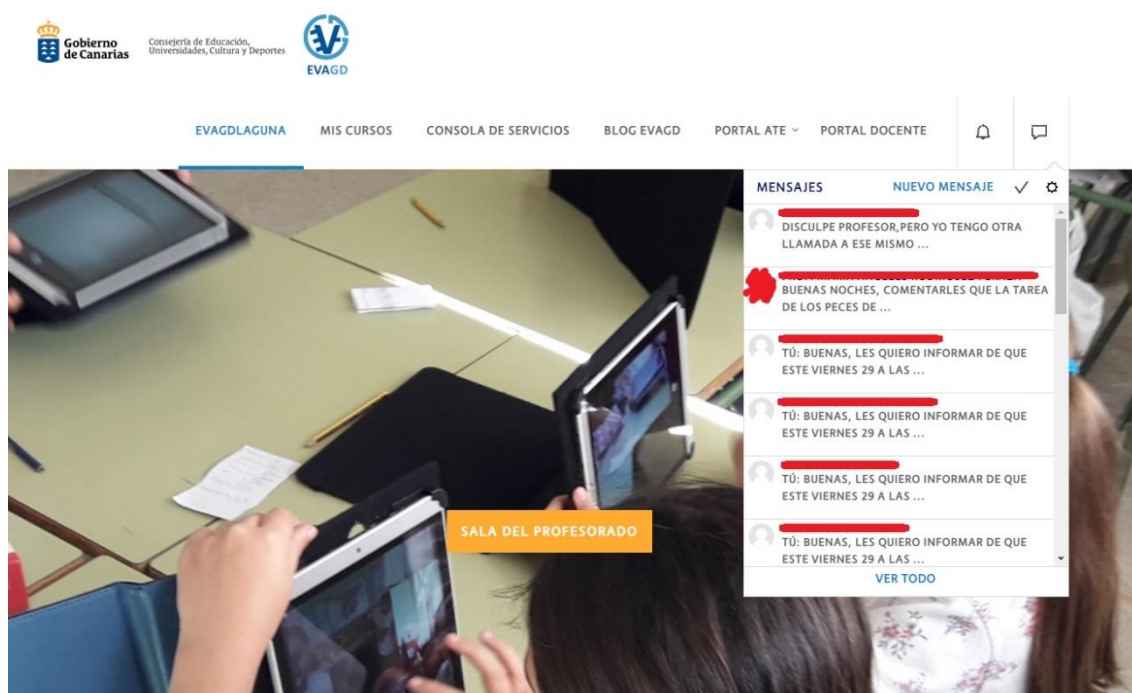 Gobierno
de Canarias
Consejería de Educación,
Universidades, Cultura y Deportes
EVAGD
EVAGDLAGUNA MIS CURSOS CONSOLA DE SERVICIOS BLOG EVAGD PORTAL ATE PORTAL DOCENTE
MENSAJES NUEVO MENSAJE
DISCULPE PROFESOR,PERO YO TENGO OTRA
LLAMADA A ESE MISMO ...
BUENAS NOCHES, COMENTARLES QUE LA TAREA
DE LOS PECES DE ...
TÚ: BUENAS, LES QUIERO INFORMAR DE QUE
ESTE VIERNES 29 A LAS ...
TÚ: BUENAS, LES QUIERO INFORMAR DE QUE
ESTE VIERNES 29 A LAS ...
TÚ: BUENAS, LES QUIERO INFORMAR DE QUE
ESTE VIERNES 29 A LAS ...
TÚ: BUENAS, LES QUIERO INFORMAR DE QUE
ESTE VIERNES 29 A LAS ...
VER TODO
SALA DEL PROFESORADO